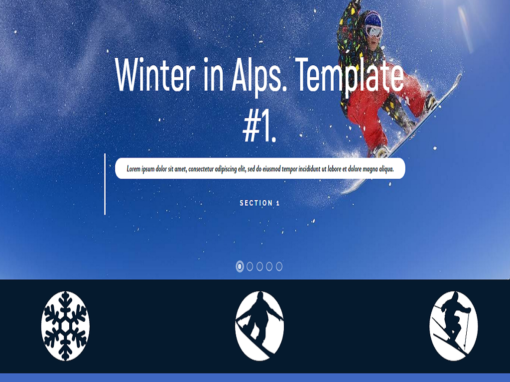 Winter in Alps. Template
#1.
Lorem ipsum dolor sit amet, consectetur adipiscing elit, sed do eiusmod tempor incididunt ut labore et dolore magna aliqua.
SECTION 1